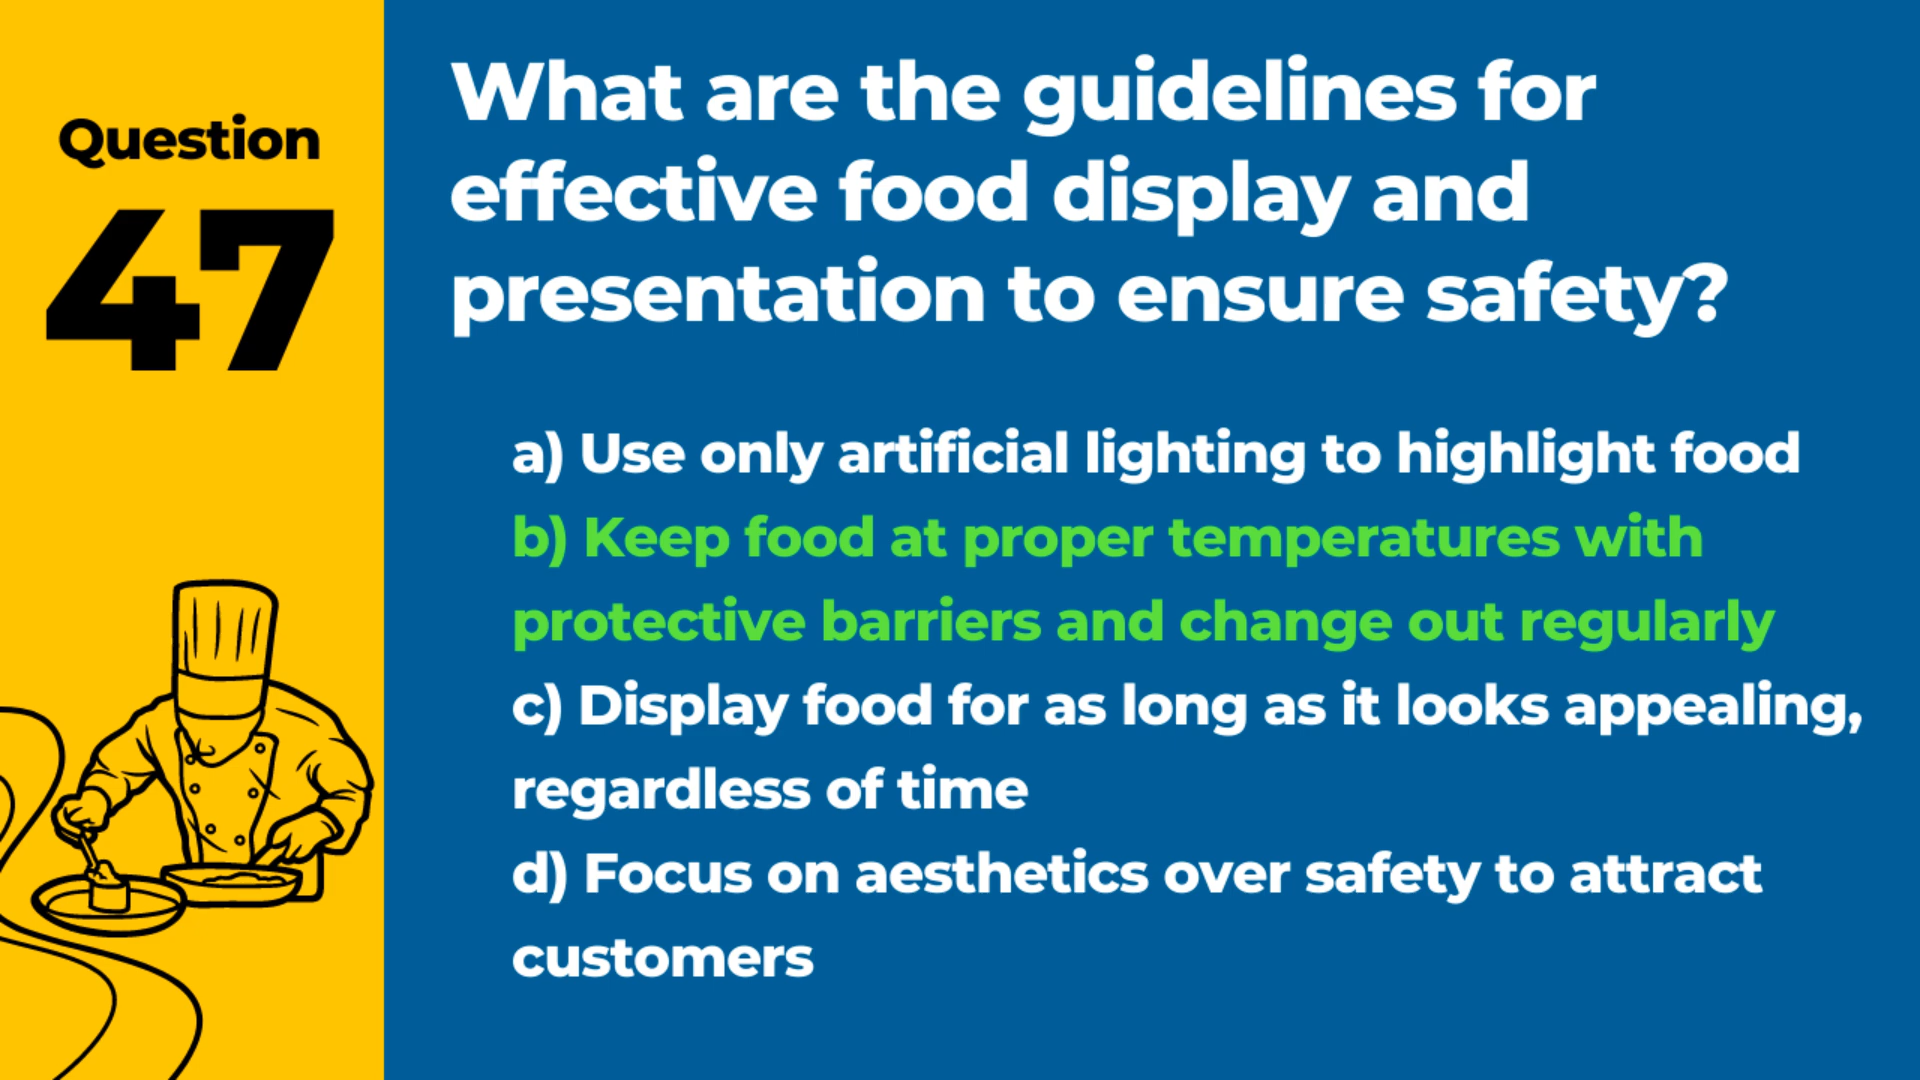 Question
47
What are the guidelines for
effective food display and
presentation to ensure safety?
a) Use only artificial lighting to highlight food
b) Keep food at proper temperatures with
protective barriers and change out regularly
c) Display food for as long as it looks appealing,
regardless of time
d) Focus on aesthetics over safety to attract
customers